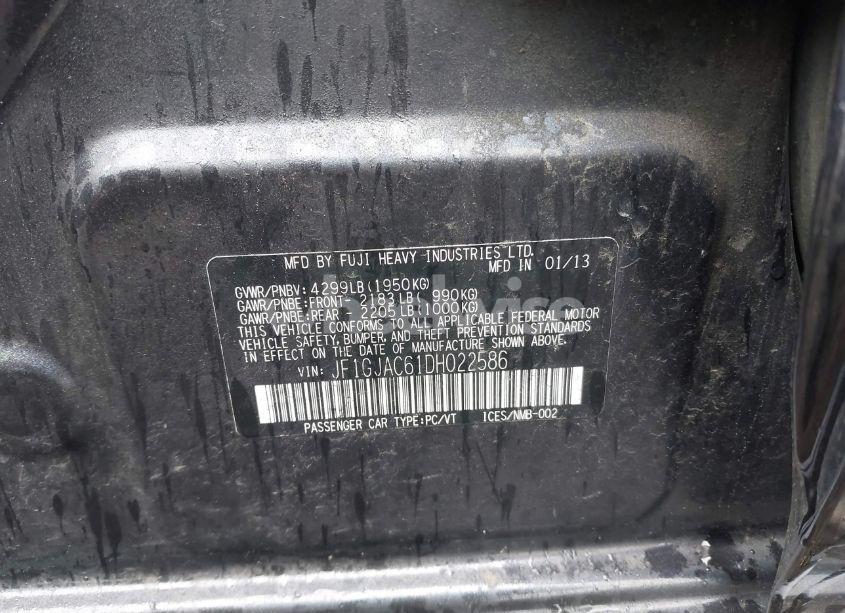 MFD BY FUJI HEAVY INDUSTRIES LTD.
MFD IN 01/13
GVWR/PNBV: 4299LB(1950KG)
GAWR/PNBE:FRONT- 2183LB( 990KG)
GAWR/PNBE:REAR - 2205LB(1000KG)
THIS VEHICLE CONFORMS TO ALL APPLICABLE FEDERAL MOTOR
VEHICLE SAFETY, BUMPER, AND THEFT PREVENTION STANDARDS
IN EFFECT ON THE DATE OF MANUFACTURE SHOWN ABOVE.
VIN: JF1GJAC61DH022586
PASSENGER CAR TYPE:PC/VT ICES/NMB-002